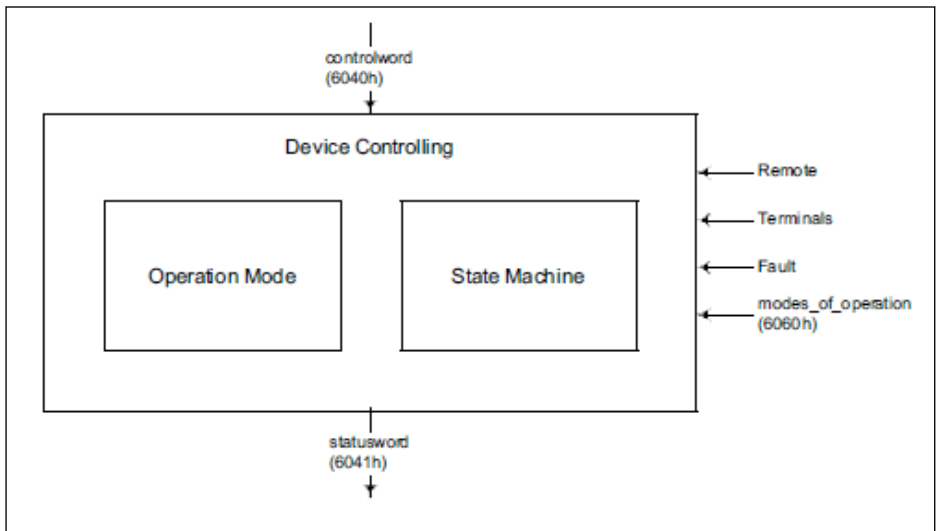 controlword
(6040h)
Device Controlling
Remote
Terminals
Operation Mode
State Machine
Fault
modes_of_operation
(6060h)
statusword
(6041h)